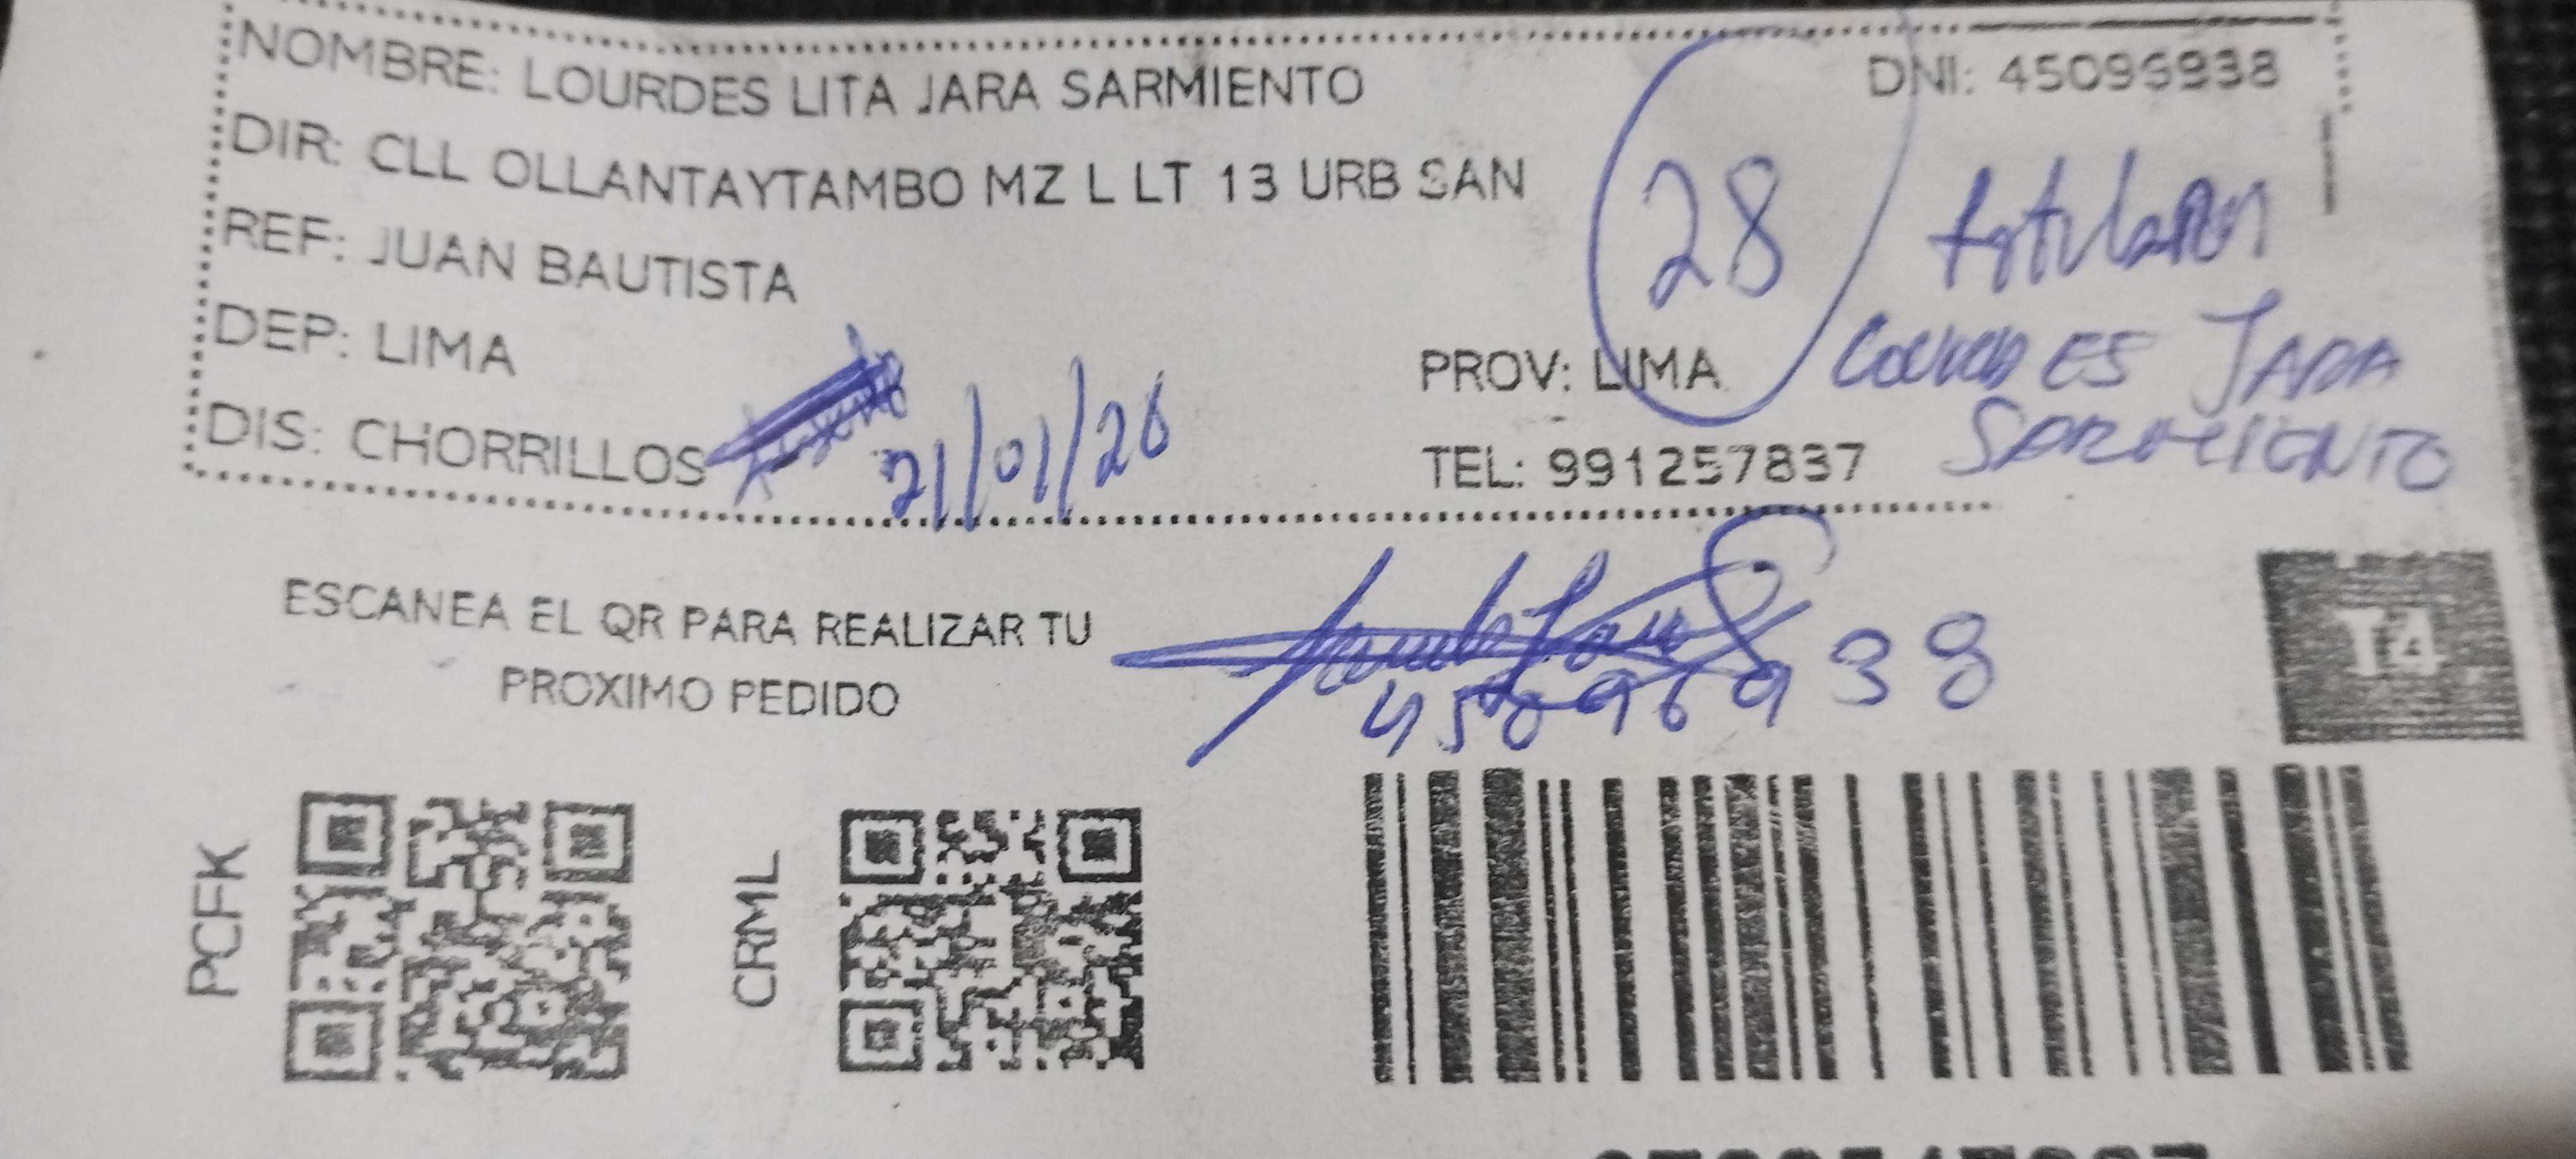 NOMBRE: LOURDES LITA JARA SARMIENTO DNI: 45096938
DIR: CLL OLLANTAYTAMBO MZ L LT 13 URB SAN
28
REF: JUAN BAUTISTA
DEP: LIMA PROV: LIMA
ES JARA
SARMIENTO
DIS: CHORRILLOS 21/01/26 TEL: 991257837
ESCANEA EL QR PARA REALIZAR TU
PROXIMO PEDIDO
45096938
T4
PCFK
CRML